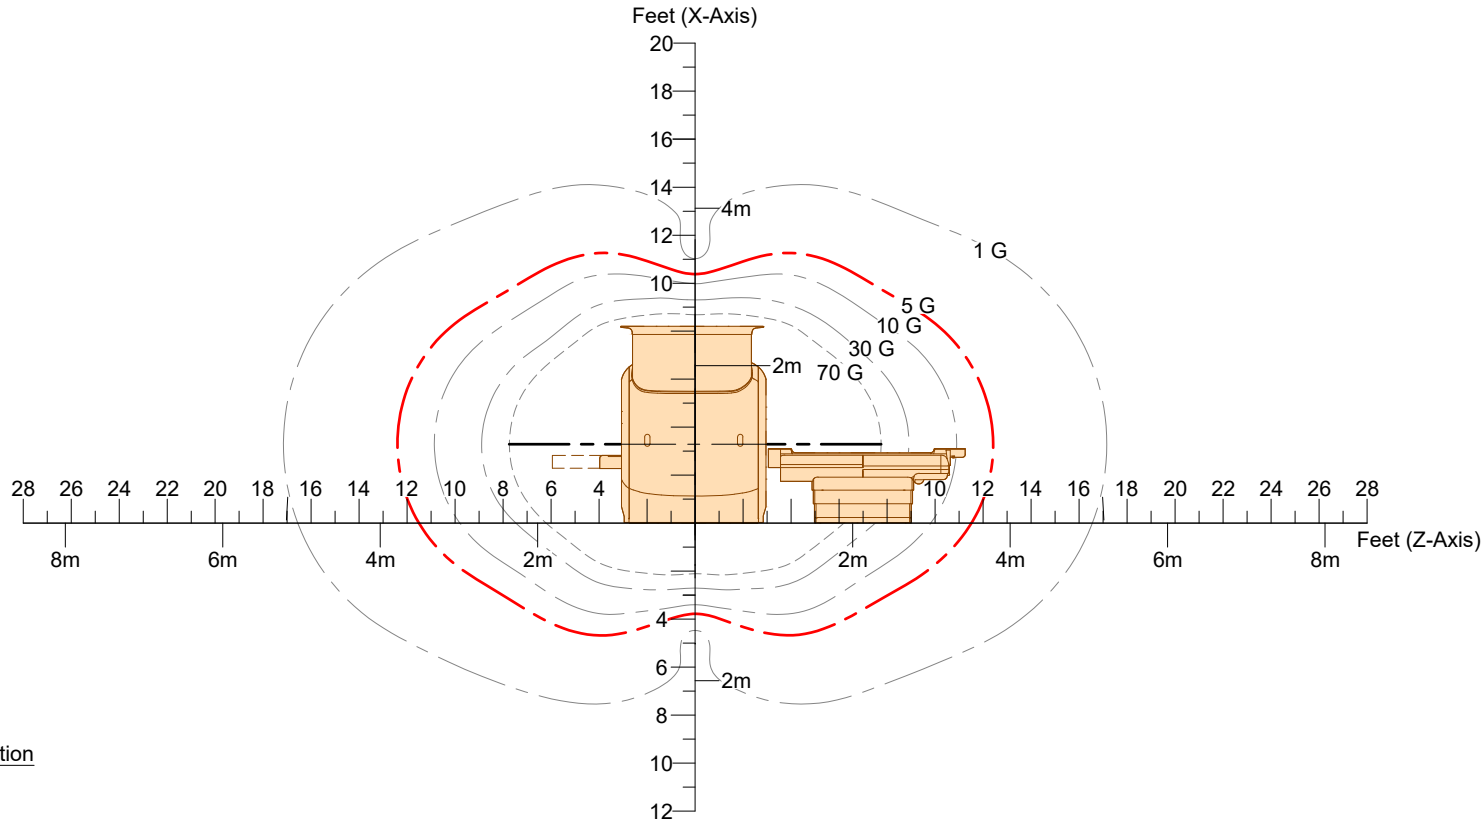 Feet (X-Axis)
20
18
16
14
4m
12
1 G
10
5 G
10 G
30 G
2m
70 G
28 26 24 22 20 18 16 14 12 10 8 6 4 10 12 14 16 18 20 22 24 26 28
Feet (Z-Axis)
8m 6m 4m 2m 2m 4m 6m 8m
4
6
2m
8
tion
10
12